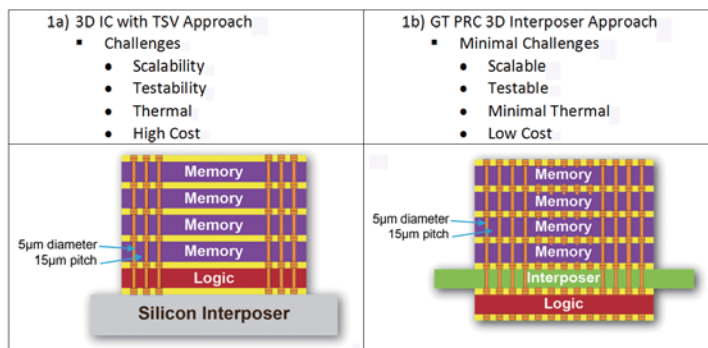 1a) 3D IC with TSV Approach
▪ Challenges
● Scalability
● Testability
● Thermal
● High Cost
1b) GT PRC 3D Interposer Approach
▪ Minimal Challenges
● Scalable
● Testable
● Minimal Thermal
● Low Cost
Memory
Memory
Memory
5μm diameter
15μm pitch
Memory
Logic
Silicon Interposer
Memory
Memory
5μm diameter
15μm pitch
Memory
Memory
Interposer
Logic